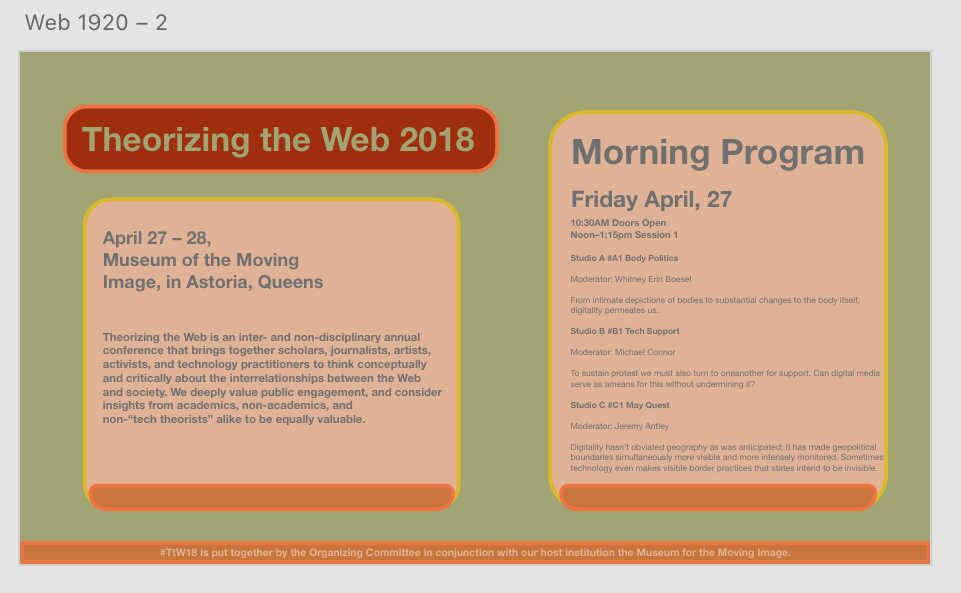 Web 1920 – 2
Theorizing the Web 2018
April 27 – 28,
Museum of the Moving
Image, in Astoria, Queens
Theorizing the Web is an inter- and non-disciplinary annual
conference that brings together scholars, journalists, artists,
activists, and technology practitioners to think conceptually
and critically about the interrelationships between the Web
and society. We deeply value public engagement, and consider
insights from academics, non-academics, and
non-“tech theorists” alike to be equally valuable.
Morning Program
Friday April, 27
10:30AM Doors Open
Noon–1:15pm Session 1
Studio A #A1 Body Politics
Moderator: Whitney Erin Boesel
From intimate depictions of bodies to substantial changes to the body itself,
digitality permeates us.
Studio B #B1 Tech Support
Moderator: Michael Connor
To sustain protest we must also turn to oneanother for support. Can digital media
serve as ameans for this without undermining it?
Studio C #C1 May Quest
Moderator: Jeremy Antley
Digitality hasn’t obviated geography as was anticipated; it has made geopolitical
boundaries simultaneously more visible and more intensely monitored. Sometimes
technology even makes visible border practices that states intend to be invisible.
#TtW18 is put together by the Organizing Committee in conjunction with our host institution the Museum for the Moving Image.